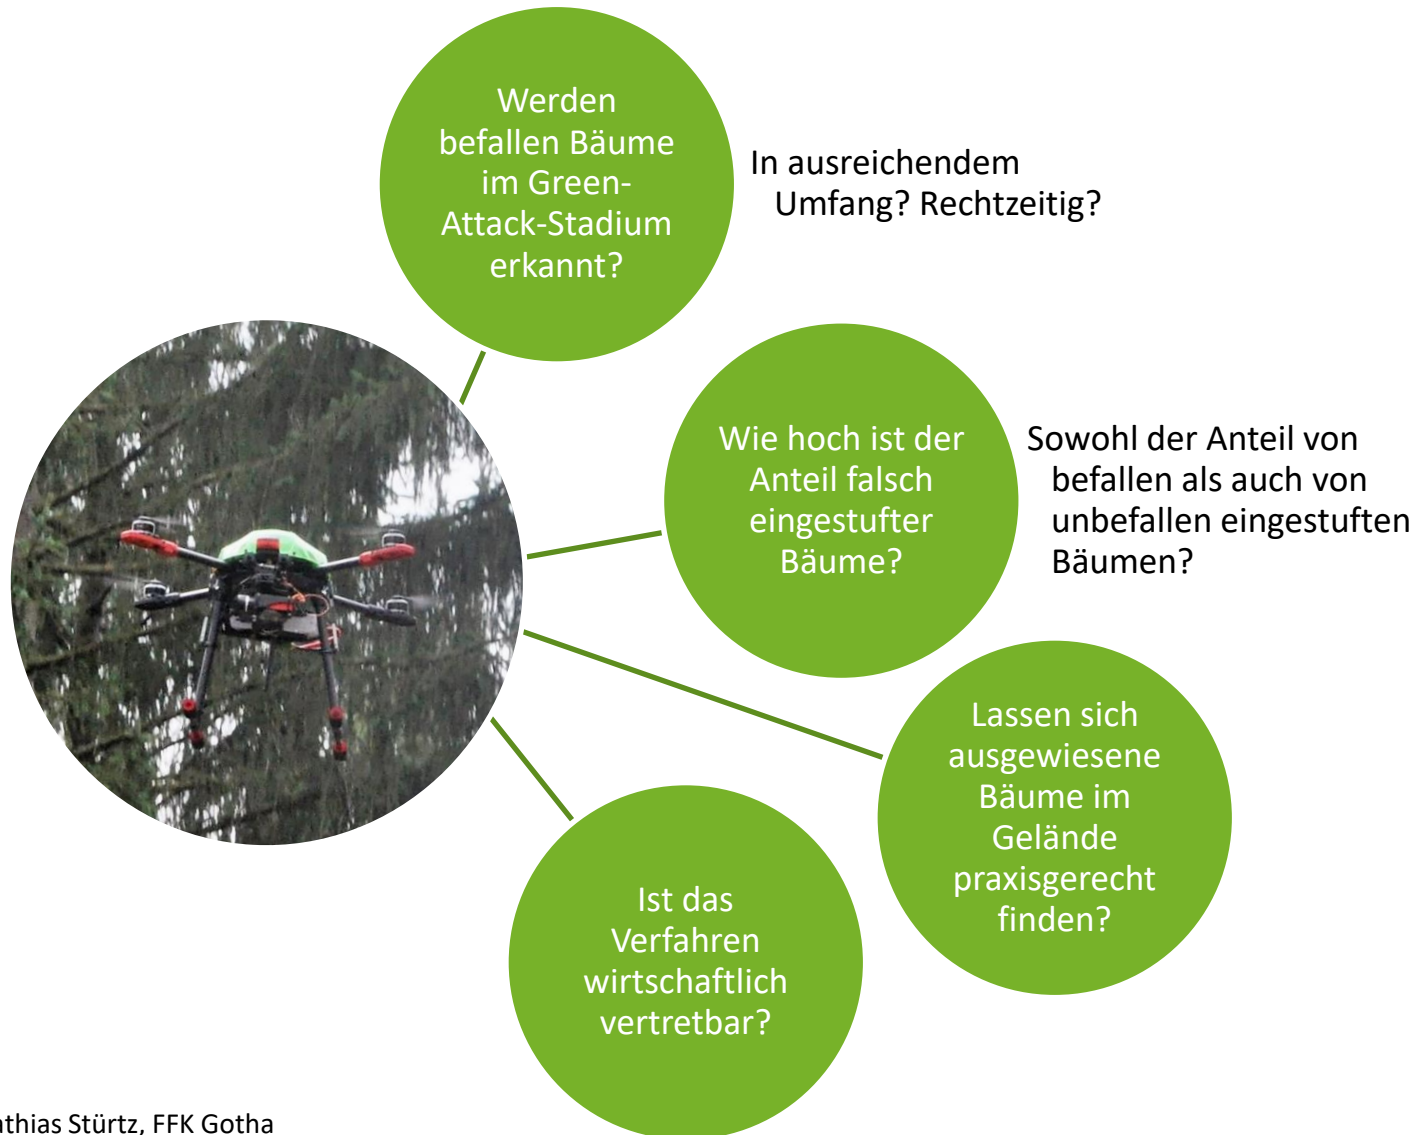 Werden
befallen Bäume
im Green-
Attack-Stadium
erkannt?
In ausreichendem
Umfang? Rechtzeitig?
Wie hoch ist der
Anteil falsch
eingestufter
Bäume?
Sowohl der Anteil von
befallen als auch von
unbefallen eingestuften
Bäumen?
Lassen sich
ausgewiesene
Bäume im
Gelände
praxisgerecht
finden?
Ist das
Verfahren
wirtschaftlich
vertretbar?
Stürtz, FFK Gotha